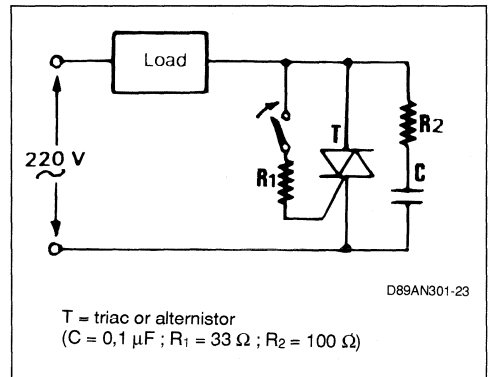 Load
T
R2
220 V
~
R1
C
D89AN301-23
T = triac or alternistor
(C = 0,1 µF ; R1 = 33 Ω ; R2 = 100 Ω)